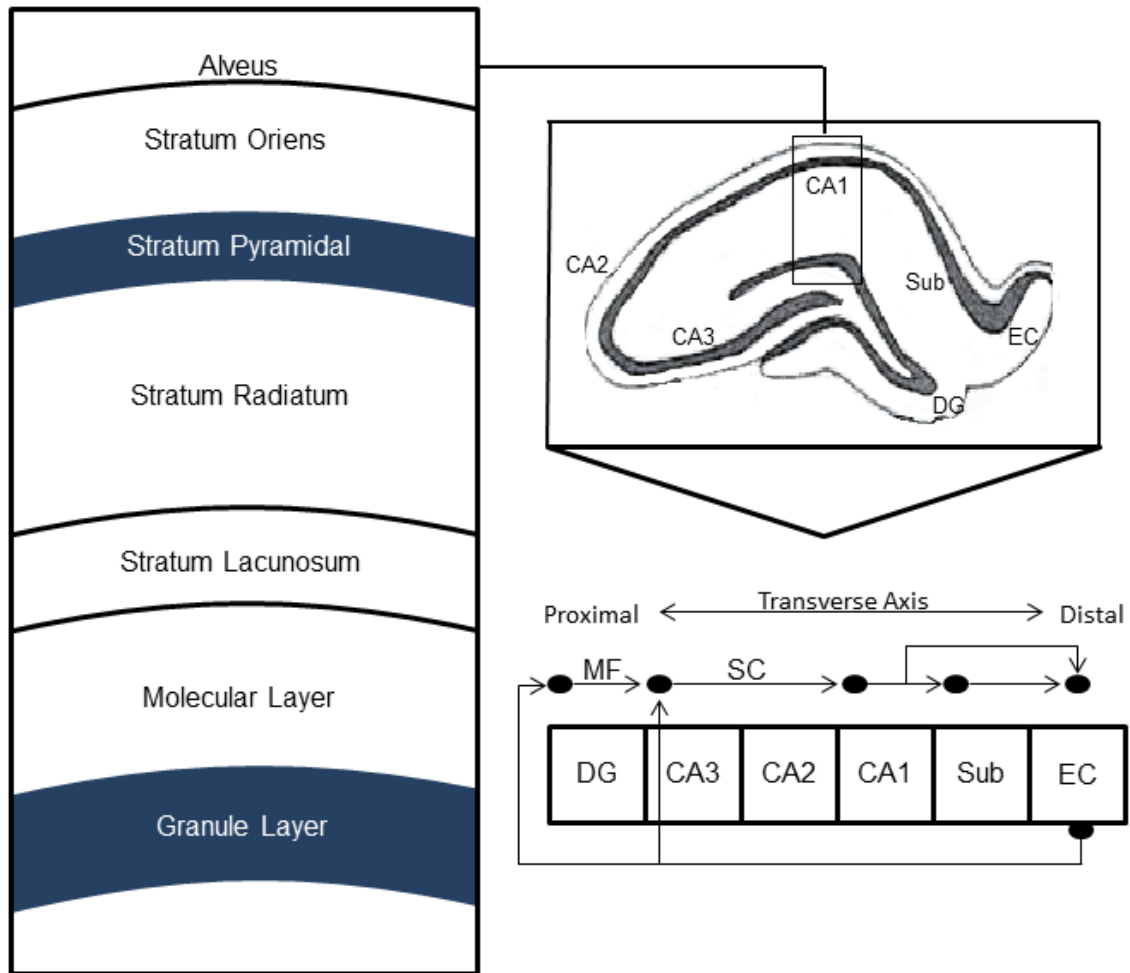 Alveus
Stratum Oriens
Stratum Pyramidal
Stratum Radiatum
Stratum Lacunosum
Molecular Layer
Granule Layer
CA1
CA2
Sub
CA3
EC
DG
Proximal
Transverse Axis
Distal
MF
SC
DG
CA3
CA2
CA1
Sub
EC